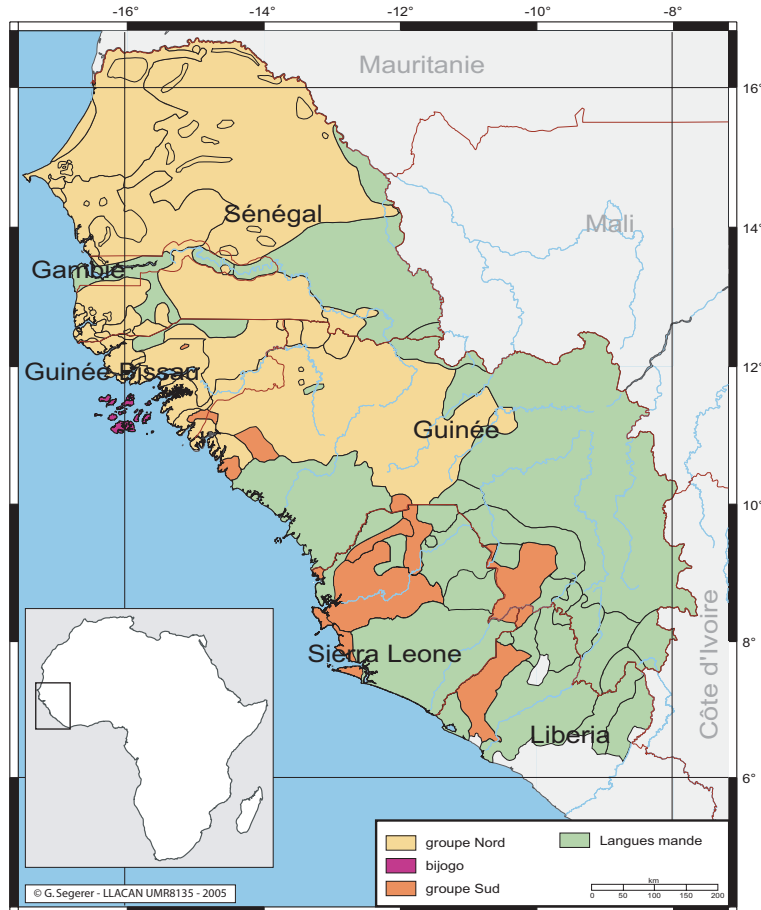 -16° -14° -12° -10° -8°
Mauritanie
16°
Sénégal
Mali
14°
Gambie
12°
Guinée Bissau
Guinée
10°
8°
Sierra Leone
Côte d'Ivoire
Liberia
6°
groupe Nord
Langues mande
bijogo
groupe Sud
km
0 50 100 150 200
© G. Segerer - LLACAN UMR8135 - 2005